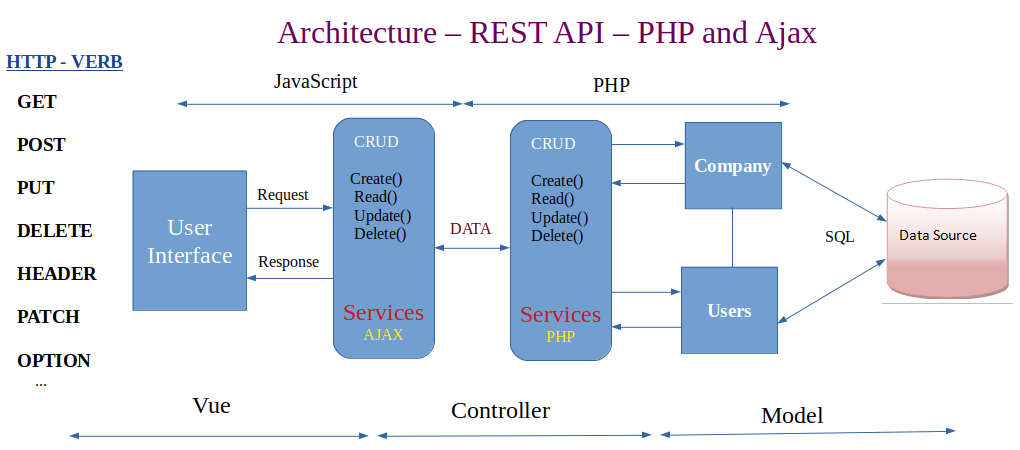 Architecture – REST API – PHP and Ajax
HTTP - VERB
GET
POST
PUT
DELETE
HEADER
PATCH
OPTION
...
JavaScript
PHP
User
Interface
Request
Response
CRUD
Create()
Read()
Update()
Delete()
Services
AJAX
DATA
CRUD
Create()
Read()
Update()
Delete()
Services
PHP
Company
Users
SQL
Data Source
Vue
Controller
Model